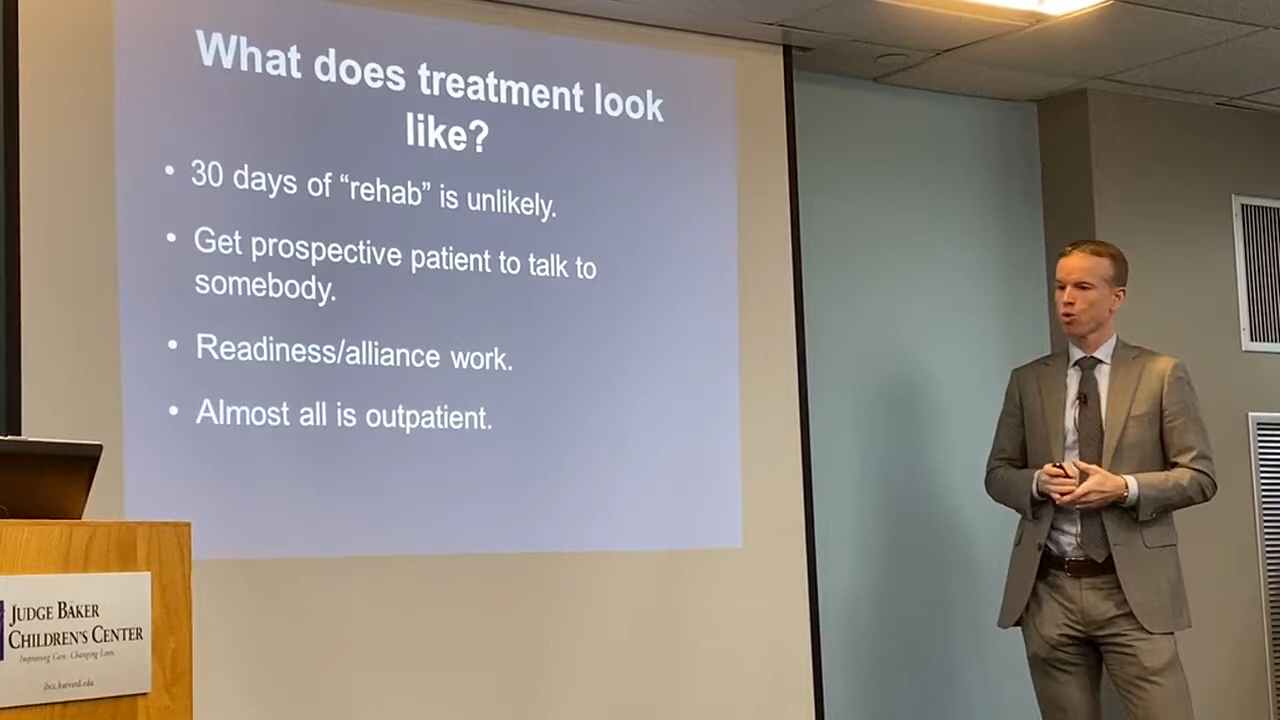 What does treatment look
like?
• 30 days of “rehab” is unlikely.
• Get prospective patient to talk to
somebody.
• Readiness/alliance work.
• Almost all is outpatient.
JUDGE BAKER
CHILDREN'S CENTER
Improving Care. Changing Lives.
jbcc.harvard.edu